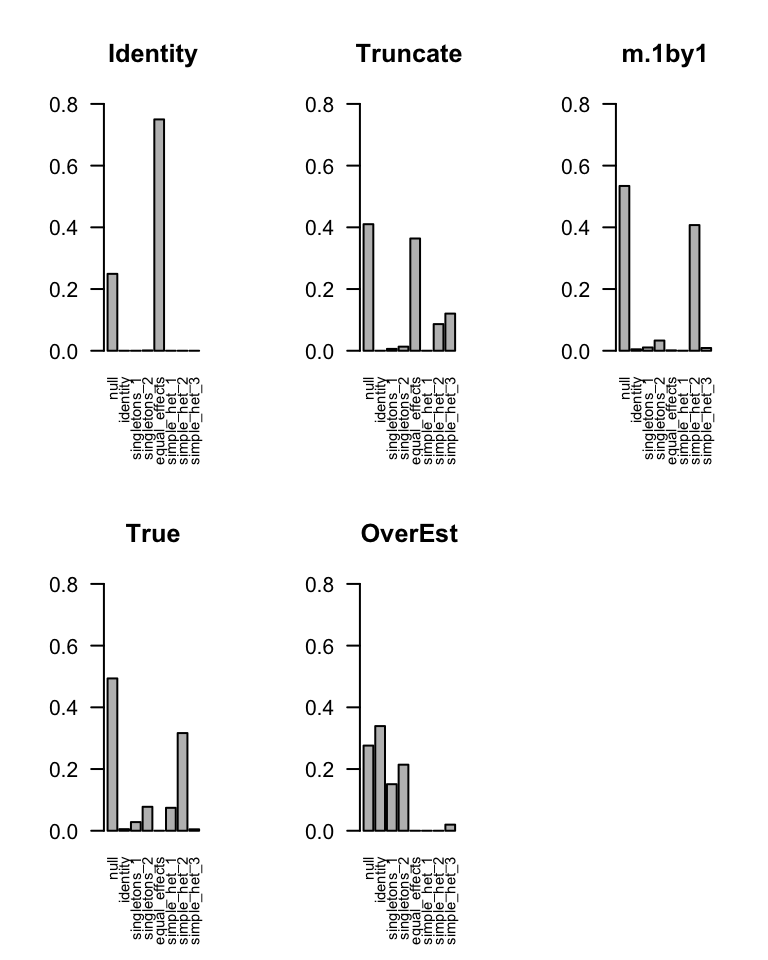 Identity
0.8
0.6
0.4
0.2
0.0
null
identity
singletons_1
singletons_2
equal_effects
simple_het_1
simple_het_2
simple_het_3
Truncate
0.8
0.6
0.4
0.2
0.0
null
identity
singletons_1
singletons_2
equal_effects
simple_het_1
simple_het_2
simple_het_3
m.1by1
0.8
0.6
0.4
0.2
0.0
null
identity
singletons_1
singletons_2
equal_effects
simple_het_1
simple_het_2
simple_het_3
True
0.8
0.6
0.4
0.2
0.0
null
identity
singletons_1
singletons_2
equal_effects
simple_het_1
simple_het_2
simple_het_3
OverEst
0.8
0.6
0.4
0.2
0.0
null
identity
singletons_1
singletons_2
equal_effects
simple_het_1
simple_het_2
simple_het_3